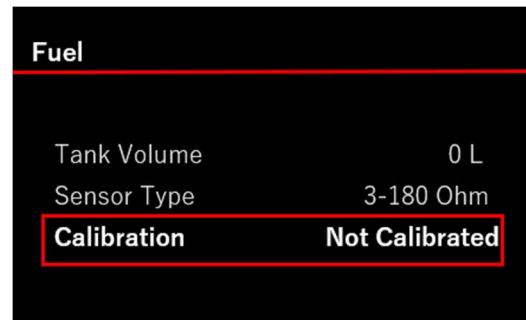 Fuel
Tank Volume 0 L
Sensor Type 3-180 Ohm
Calibration Not Calibrated